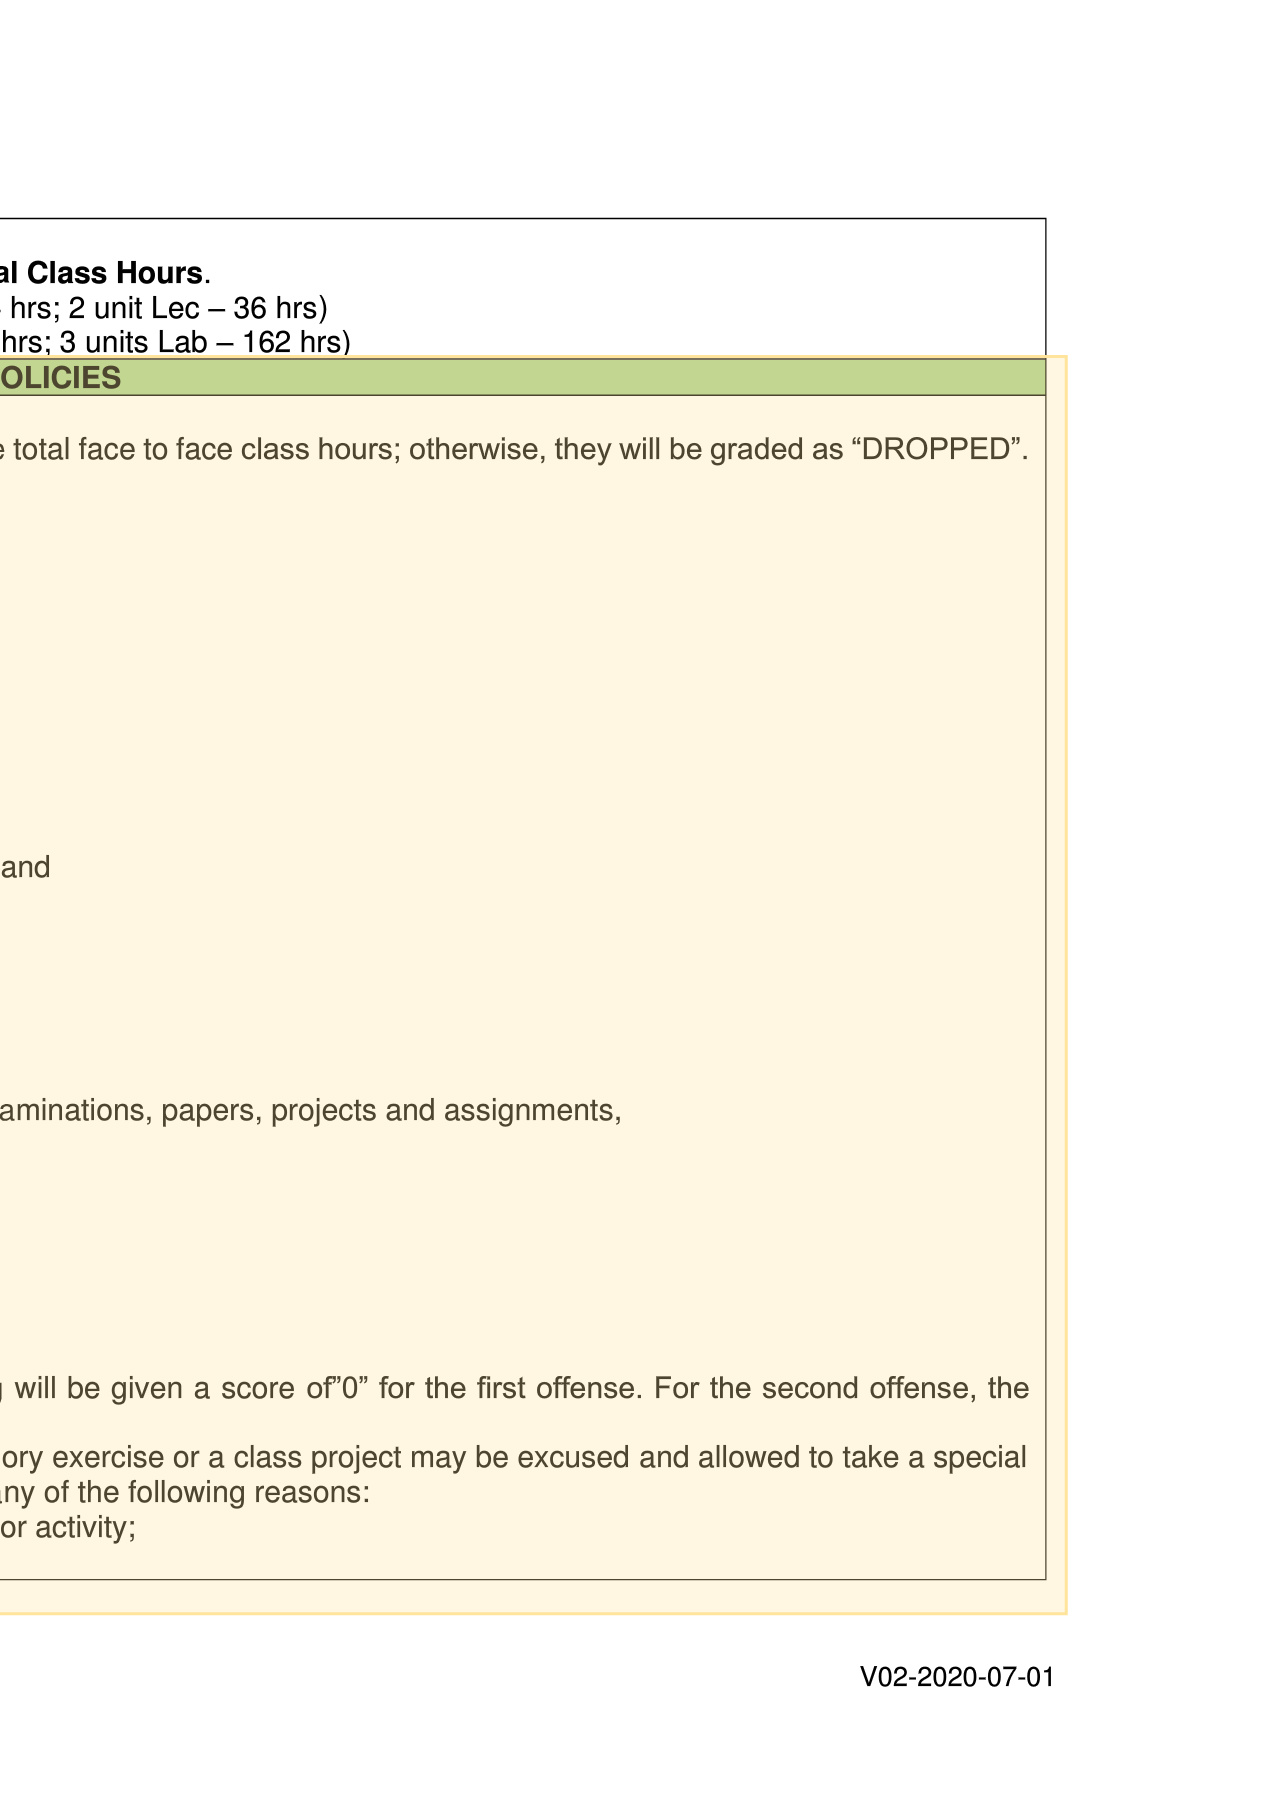 al Class Hours.
hrs; 2 unit Lec – 36 hrs)
hrs; 3 units Lab – 162 hrs)
OLICIES
e total face to face class hours; otherwise, they will be graded as “DROPPED”.
and
aminations, papers, projects and assignments,
will be given a score of”0” for the first offense. For the second offense, the
ory exercise or a class project may be excused and allowed to take a special
any of the following reasons:
or activity;
V02-2020-07-01